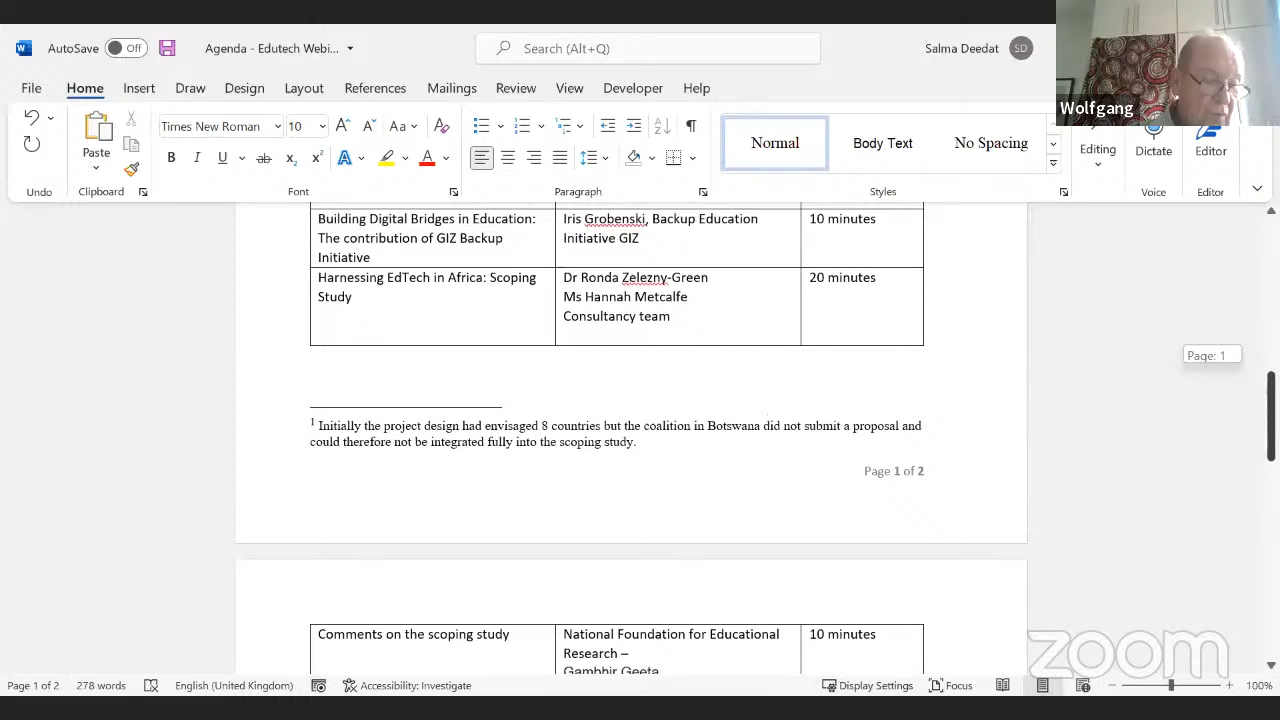 AutoSave Off Agenda - Edutech Webi... Search (Alt+Q) Salma Deedat SD
File Home Insert Draw Design Layout References Mailings Review View Developer Help
Wolfgang
Times New Roman 10 Aa
Paste
Normal Body Text No Spacing
Editing Dictate Editor
Undo Clipboard Font Paragraph Styles Voice Editor
Building Digital Bridges in Education: Iris Grobenski, Backup Education 10 minutes
The contribution of GIZ Backup Initiative GIZ
Initiative
Harnessing EdTech in Africa: Scoping Dr Ronda Zelezny-Green 20 minutes
Study Ms Hannah Metcalfe
Consultancy team
Page: 1
1 Initially the project design had envisaged 8 countries but the coalition in Botswana did not submit a proposal and
could therefore not be integrated fully into the scoping study.
Page 1 of 2
Comments on the scoping study National Foundation for Educational 10 minutes
Research –
Gambhir Geeta
zoom
Page 1 of 2 278 words English (United Kingdom) Accessibility: Investigate Display Settings Focus 100%